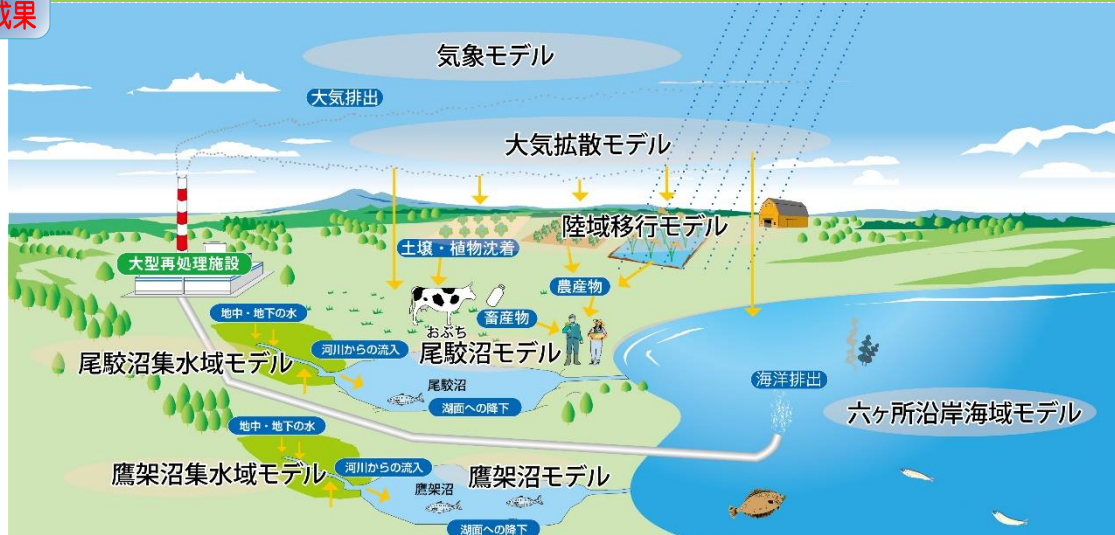 成果
気象モデル
大気排出
大気拡散モデル
陸域移行モデル
土壌・植物沈着
大型再処理施設
農産物
畜産物
地中・地下の水
おぶち
尾駮沼モデル
河川からの流入
尾駮沼集水域モデル
尾駮沼
湖面への降下
海洋排出
六ヶ所沿岸海域モデル
地中・地下の水
河川からの流入
鷹架沼集水域モデル
鷹架沼モデル
鷹架沼
湖面への降下